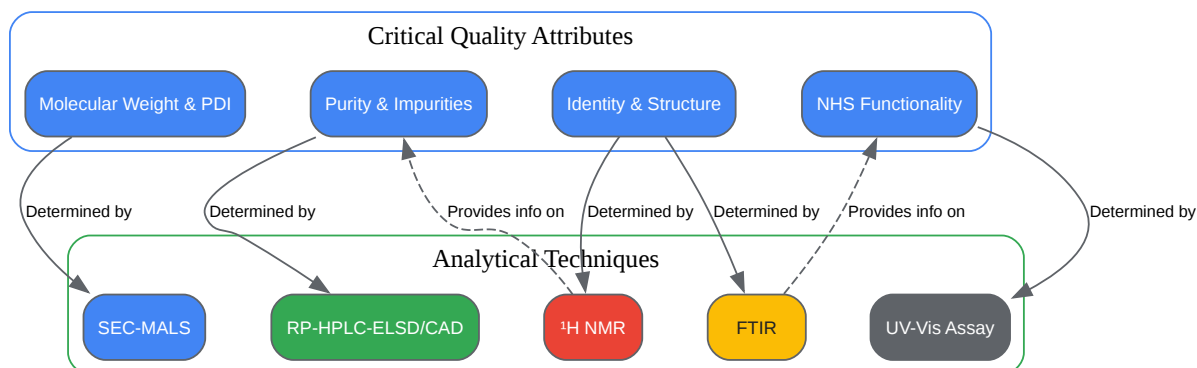 Critical Quality Attributes
Molecular Weight & PDI
Purity & Impurities
Identity & Structure
NHS Functionality
Determined by
Determined by
Provides info on
Determined by
Determined by
Provides info on
Determined by
Analytical Techniques
SEC-MALS
RP-HPLC-ELSD/CAD
¹H NMR
FTIR
UV-Vis Assay